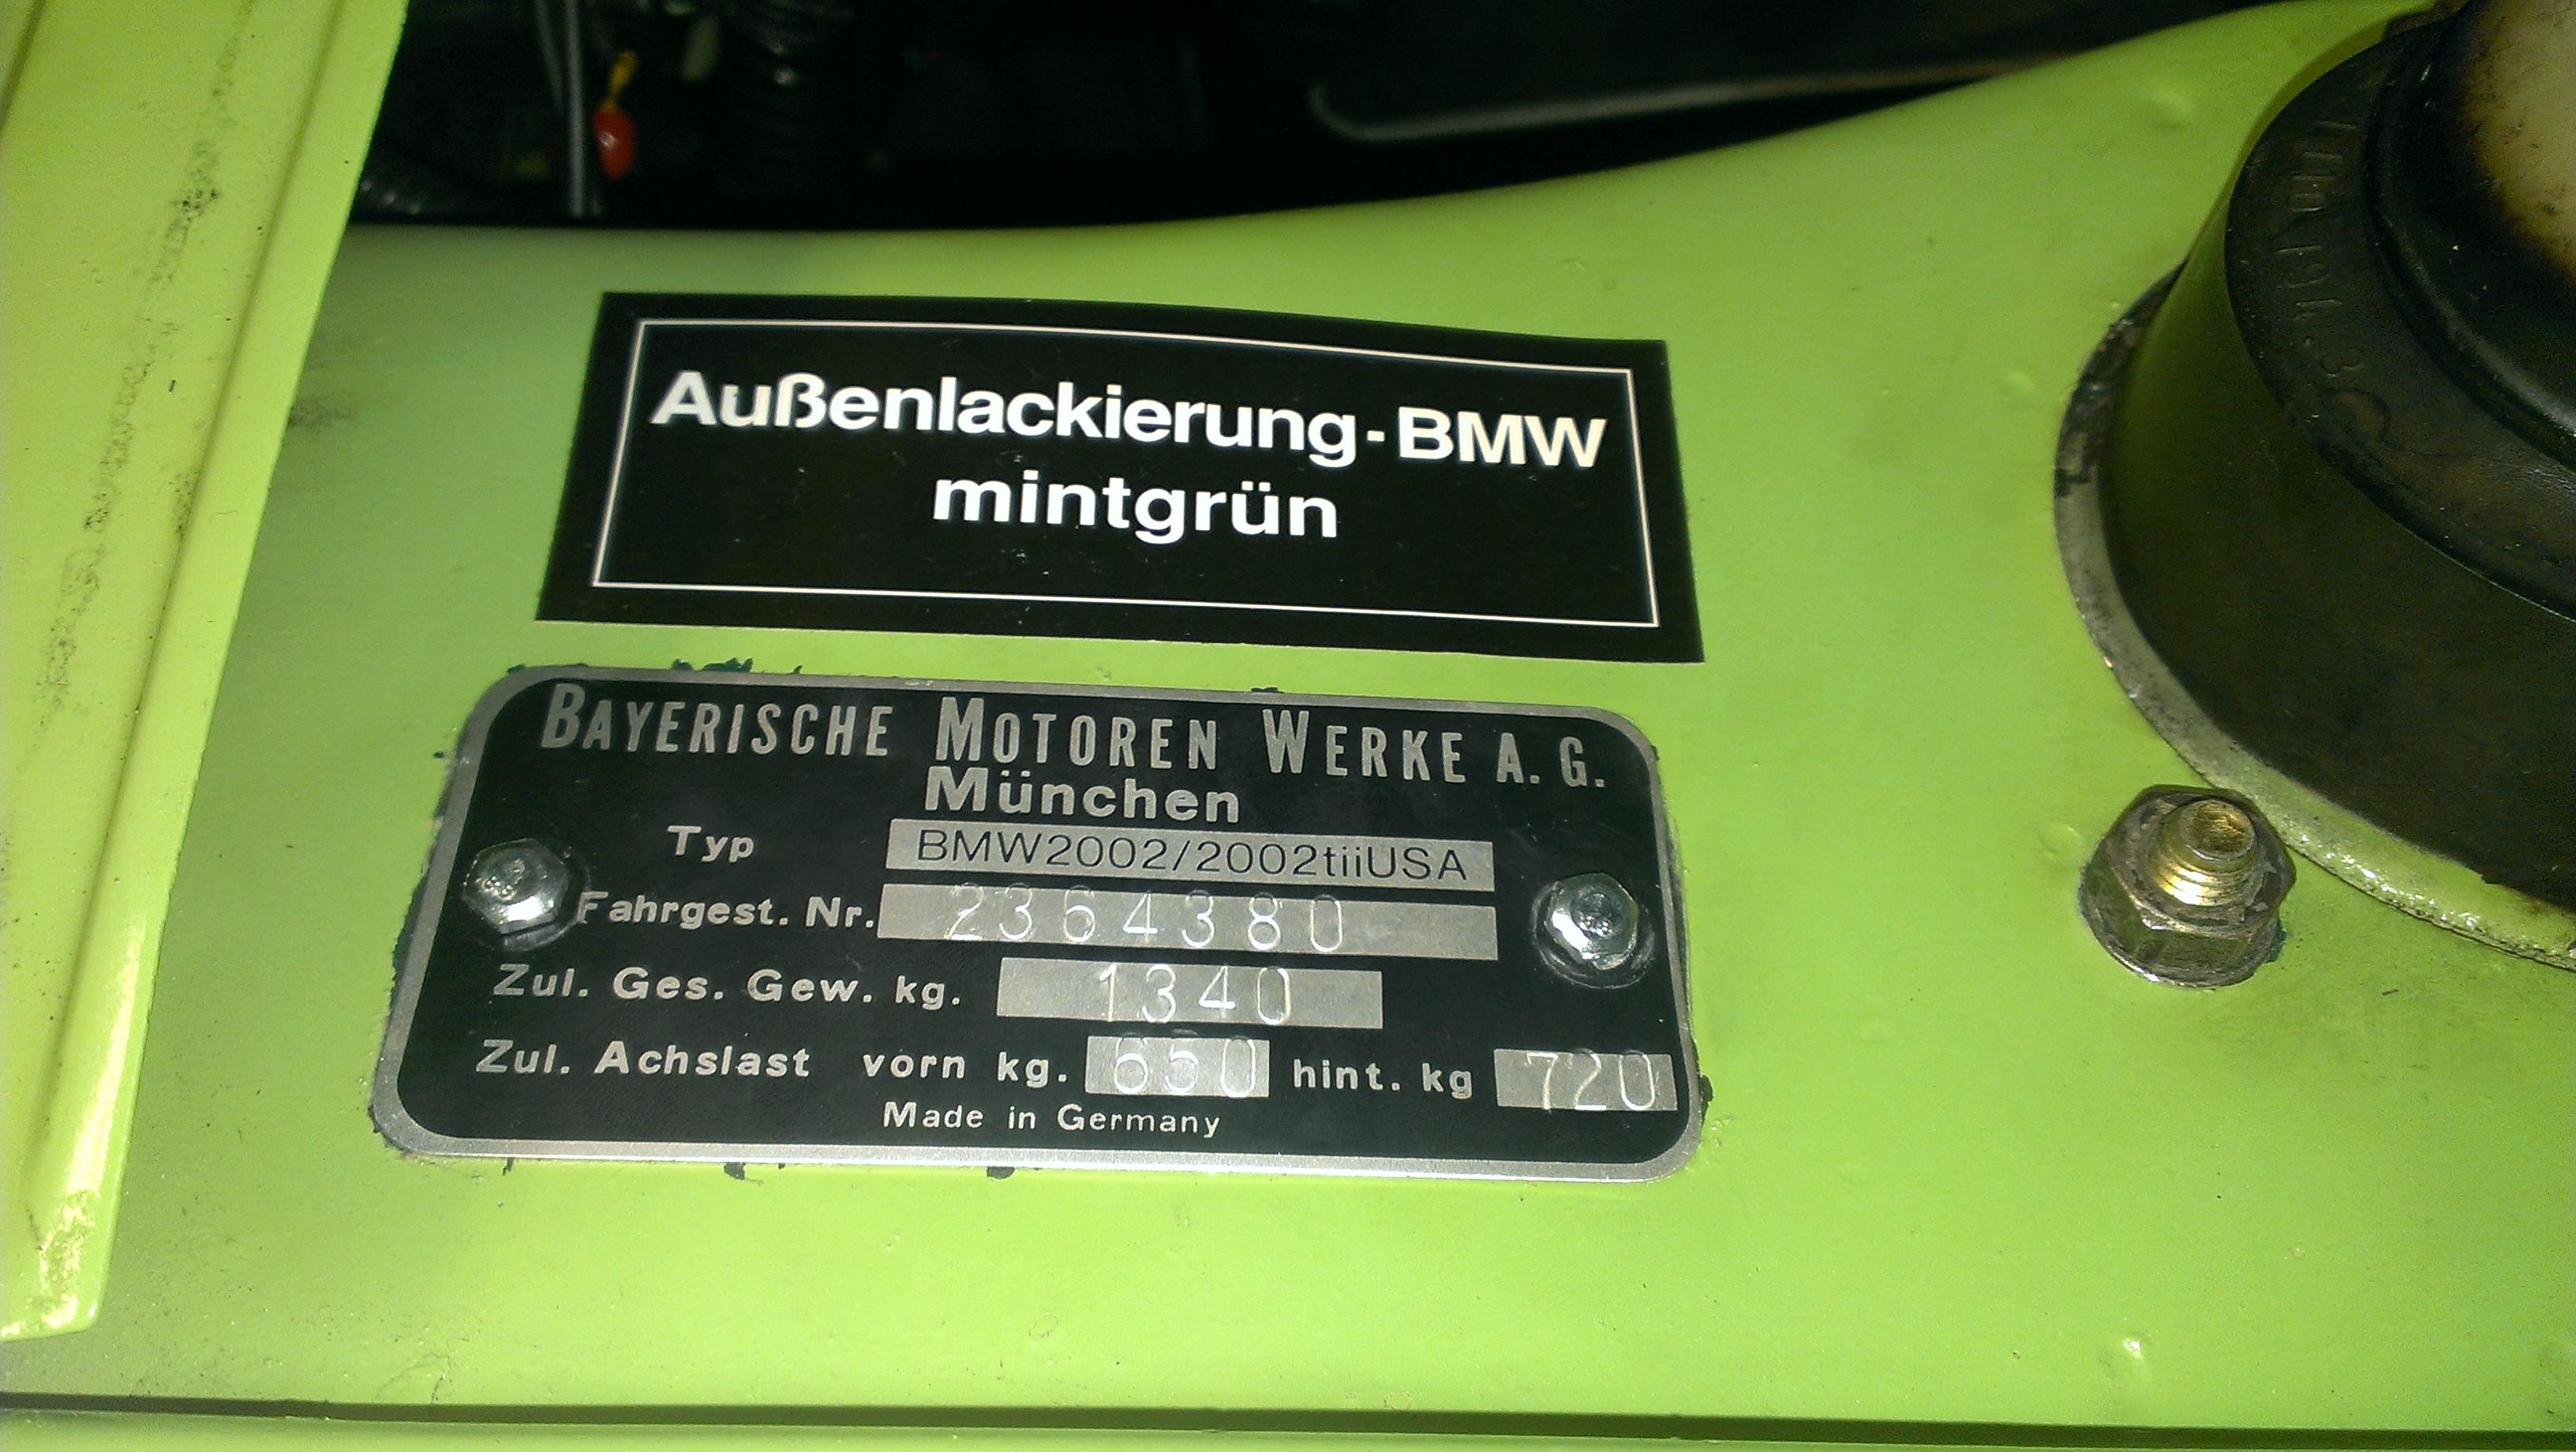 Außenlackierung-BMW
mintgrün
BAYERISCHE MOTOREN WERKE A. G.
München
Typ BMW2002/2002tiiUSA
Fahrgest. Nr. 2364380
Zul. Ges. Gew. kg. 1340
Zul. Achslast vorn kg. 650 hint. kg 720
Made in Germany